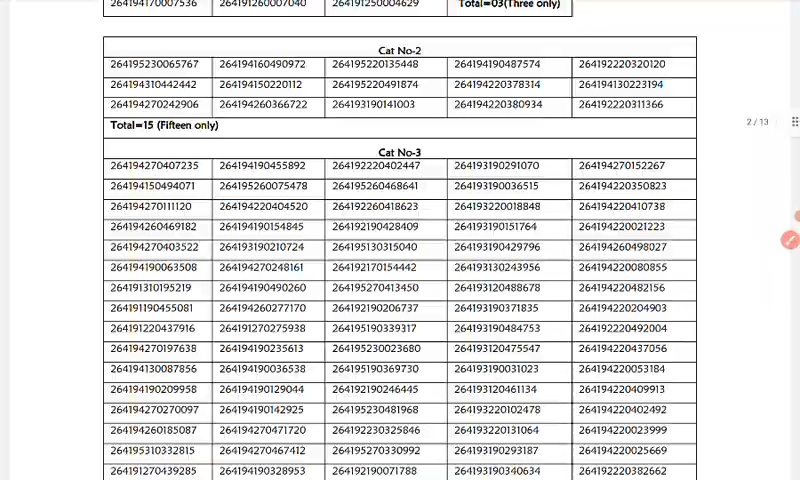 264194170007536 264191260007040 264191250004629 Total=03(Three only)
Cat No-2
264195230065767 264194160490972 264195220135448 264194190487574 264192220320120
264194310442442 264194150220112 264195220491874 264194220378314 264194130223194
264194270242906 264194260366722 264193190141003 264194220380934 264192220311366
Total=15 (Fifteen only)
2 / 13
Cat No-3
264194270407235 264194190455892 264192220402447 264193190291070 264194270152267
264194150494071 264195260075478 264195260468641 264193190036515 264194220350823
264194270111120 264194220404520 264192260418623 264193220018848 264194220410738
264194260469182 264194190154845 264192190428409 264193190151764 264194220021223
264194270403522 264193190210724 264195130315040 264193190429796 264194260498027
264194190063508 264194270248161 264192170154442 264193130243956 264194220080855
264191310195219 264194190490260 264195270413450 264193120488678 264194220482156
264191190455081 264194260277170 264192190206737 264193190371835 264194220204903
264191220437916 264191270275938 264195190339317 264193190484753 264194220492004
264194270197638 264194190235613 264195230023680 264193120475547 264194220437056
264194130087856 264194190036538 264195190369730 264193190031023 264194220053184
264194190209958 264194190129044 264192190246445 264193120461134 264194220409913
264194270270097 264194190142925 264195230481968 264193220102478 264194220402492
264194260185087 264194270471720 264192230325846 264193220131064 264194220023999
264195310332815 264194270467412 264195270330992 264193190293187 264194220025669
264191270439285 264194190328953 264192190071788 264193190340634 264192220382662